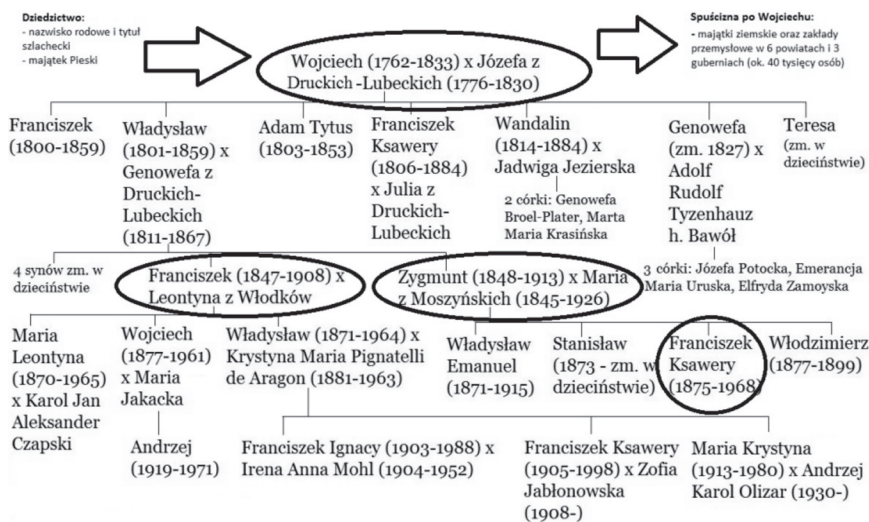 Dziedzictwo:
- nazwisko rodowe i tytuł
szlachecki
- majątek Pieski
Spuścizna po Wojciechu:
- majątki ziemskie oraz zakłady
przemysłowe w 6 powiatach i 3
guberniach (ok. 40 tysięcy osób)
Wojciech (1762-1833) x Józefa z
Druckich -Lubeckich (1776-1830)
Franciszek
(1800-1859)
Władysław
(1801-1859) x
Genowefa z
Druckich-
Lubeckich
(1811-1867)
Adam Tytus
(1803-1853)
Franciszek
Ksawery
(1806-1884)
x Julia z
Druckich-
Lubeckich
Wandalin
(1814-1884) x
Jadwiga Jezierska
2 córki: Genowefa
Broel-Plater, Marta
Maria Krasińska
Genowefa
(zm. 1827) x
Adolf
Rudolf
Tyzenhauz
h. Bawół
3 córki: Józefa Potocka, Emerancja
Maria Uruska, Elfryda Zamoyska
Teresa
(zm. w
dzieciństwie)
4 synów zm. w
dzieciństwie
Franciszek (1847-1908) x
Leontyna z Włodków
Zygmunt (1848-1913) x Maria
z Moszyńskich (1845-1926)
Maria
Leontyna
(1870-1965)
x Karol Jan
Aleksander
Czapski
Wojciech
(1877-1961)
x Maria
Jakacka
Władysław (1871-1964) x
Krystyna Maria Pignatelli
de Aragon (1881-1963)
Władysław
Emanuel
(1871-1915)
Stanisław
(1873 - zm. w
dzieciństwie)
Franciszek
Ksawery
(1875-1968)
Włodzimierz
(1877-1899)
Andrzej
(1919-1971)
Franciszek Ignacy (1903-1988) x
Irena Anna Mohl (1904-1952)
Franciszek Ksawery
(1905-1998) x Zofia
Jabłonowska
(1908-)
Maria Krystyna
(1913-1980) x Andrzej
Karol Olizar (1930-)